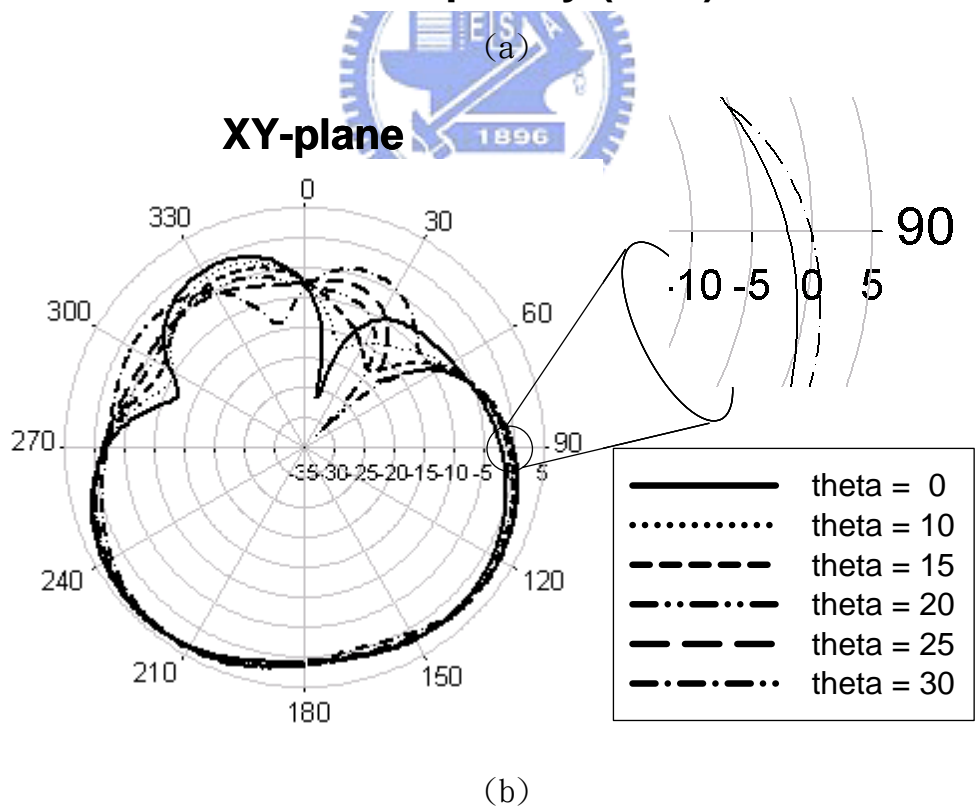 (a)
EIS A
1896
XY-plane
0
30
60
90
120
150
180
210
240
270
300
330
-35-30-25-20-15-10 -5 0 5
-10 -5 0 5
90
theta = 0
theta = 10
theta = 15
theta = 20
theta = 25
theta = 30
(b)